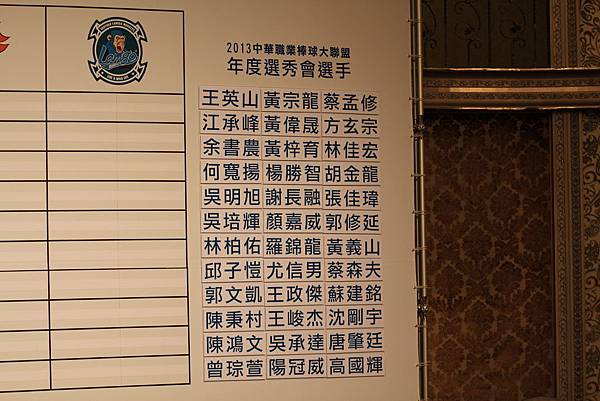 2013中華職業棒球大聯盟
年度選秀會選手
王英山 黃宗龍 蔡孟修
江承峰 黃偉晟 方玄宗
余書農 黃梓育 林佳宏
何寬揚 楊勝智 胡金龍
吳明旭 謝長融 張佳瑋
吳培輝 顏嘉威 郭修延
林柏佑 羅錦龍 黃義山
邱子愷 尤信男 蔡森夫
郭文凱 王政傑 蘇建銘
陳秉村 王峻杰 沈剛宇
陳鴻文 吳承達 唐肇廷
曾琮萱 陽冠威 高國輝